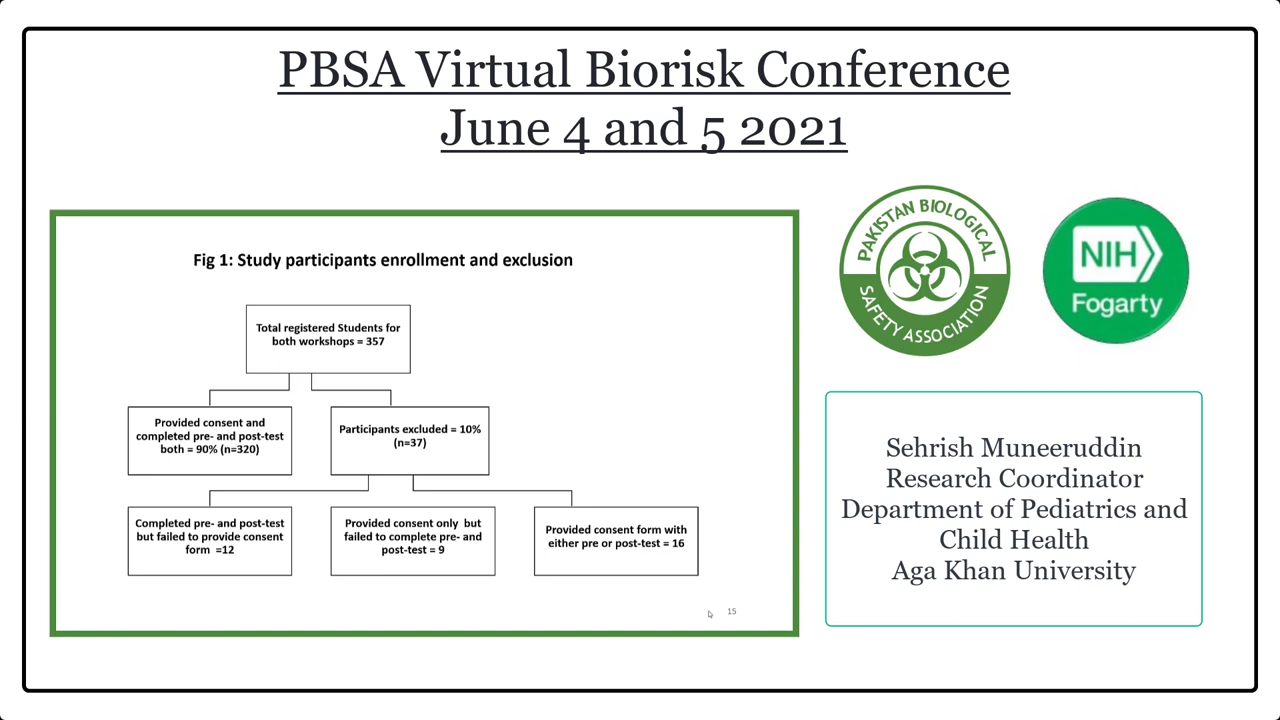 PBSA Virtual Biorisk Conference
June 4 and 5 2021
Fig 1: Study participants enrollment and exclusion
Total registered Students for
both workshops = 357
Provided consent and
completed pre- and post-test
both = 90% (n=320)
Participants excluded = 10%
(n=37)
Completed pre- and post-test
but failed to provide consent
form =12
Provided consent only but
failed to complete pre- and
post-test = 9
Provided consent form with
either pre or post-test = 16
15
PAKISTAN BIOLOGICAL
SAFETY ASSOCIATION
NIH
Fogarty
Sehrish Muneeruddin
Research Coordinator
Department of Pediatrics and
Child Health
Aga Khan University